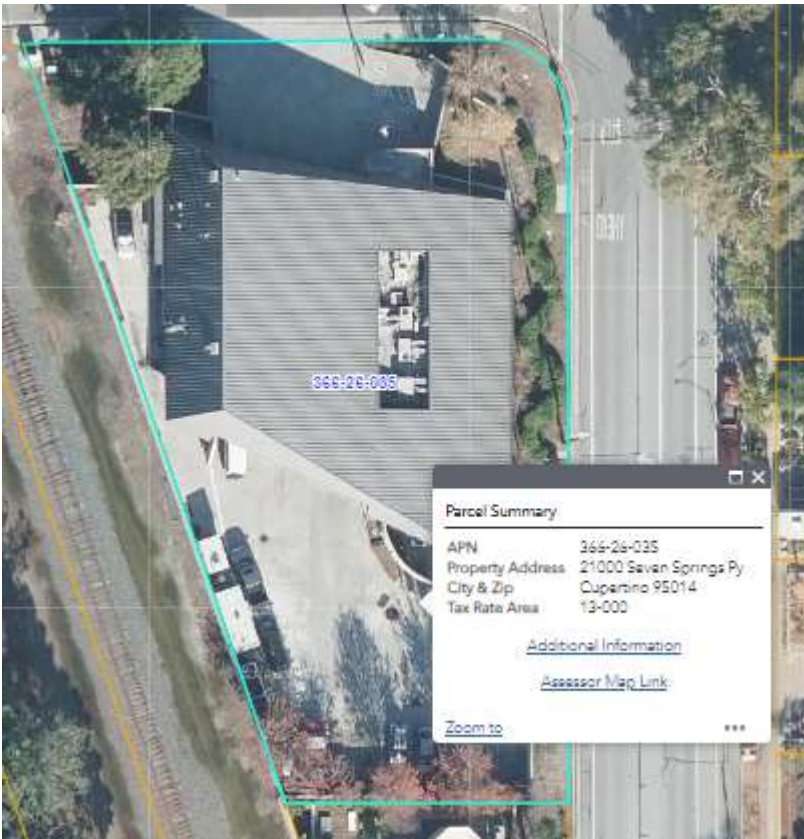 366-26-035
Parcel Summary
APN 366-26-035
Property Address 21000 Seven Springs Py
City & Zip Cupertino 95014
Tax Rate Area 13-000
Additional Information
Assessor Map Link
Zoom to